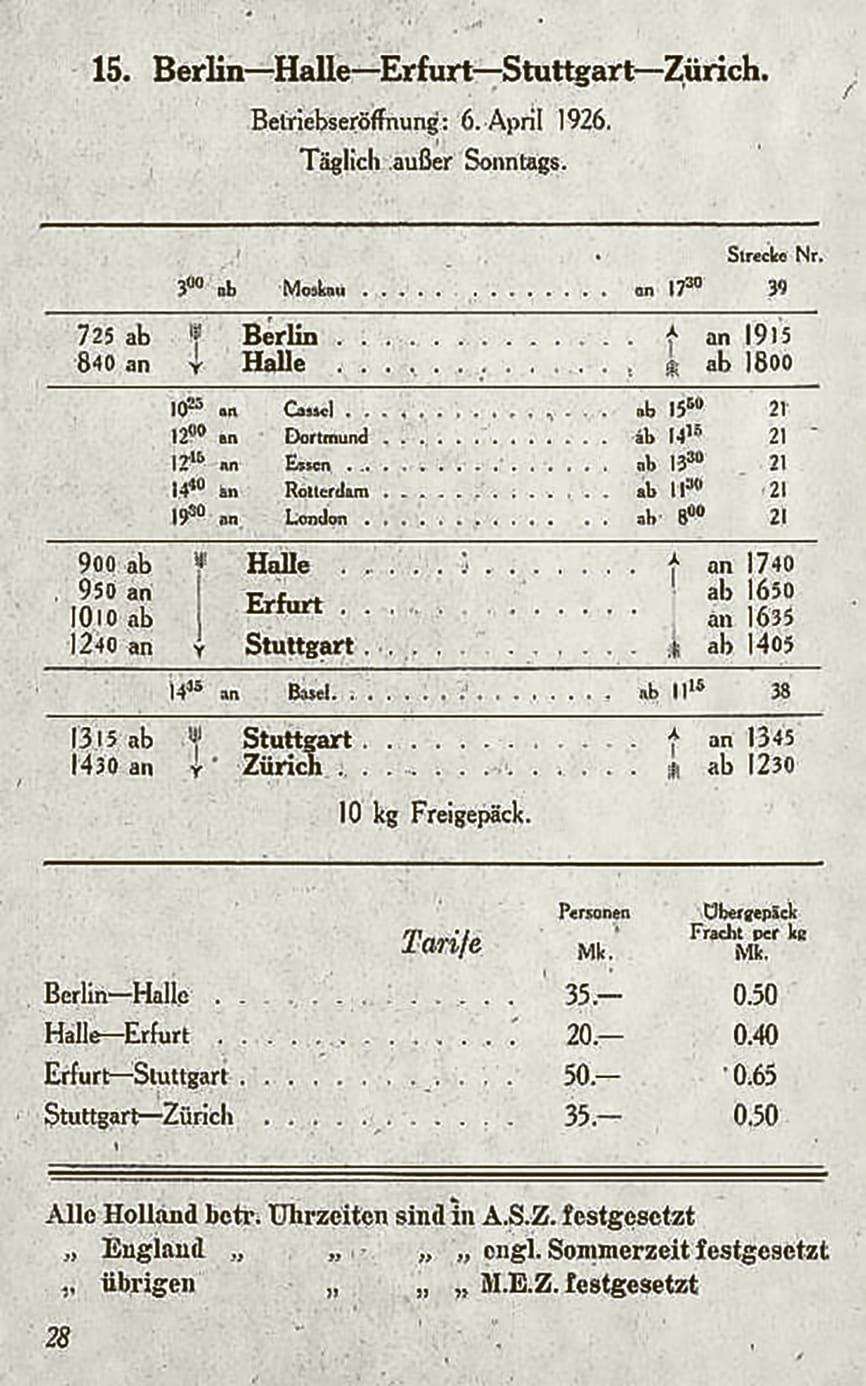 15. Berlin—Halle—Erfurt—Stuttgart—Zürich.
Betriebseröffnung: 6. April 1926.
Täglich außer Sonntags.
Strecke Nr.
3⁰⁰ ab Moskau . . . . . . . . . . . . . . an 17³⁰ 39
725 ab Berlin . . . . . . . . . . . . . an 1915
840 an Halle . . . . . . . . . . . . . ab 1800
10²⁵ an Cassel . . . . . . . . . . . . . . ab 15⁵⁰ 21
12⁰⁰ an Dortmund . . . . . . . . . . . . . ab 14¹⁵ 21
12¹⁵ an Essen . . . . . . . . . . . . . . ab 13³⁰ 21
14⁴⁰ an Rotterdam . . . . . . . . . . . . ab 11³⁰ 21
19³⁰ an London . . . . . . . . . . . . . ab 8⁰⁰ 21
900 ab Halle . . . . . . . . . . . . . an 1740
950 an ab 1650
Erfurt . . . . . . . . . . . . .
1010 ab an 1635
1240 an Stuttgart . . . . . . . . . . . . ab 1405
14³⁵ an Basel . . . . . . . . . . . . . . ab 11¹⁵ 38
1315 ab Stuttgart . . . . . . . . . . . . an 1345
1430 an Zürich . . . . . . . . . . . . . ab 1230
10 kg Freigepäck.
Tarife Personen Mk. Übergepäck Fracht per kg Mk.
Berlin—Halle . . . . . . . . . . . . . 35.— 0.50
Halle—Erfurt . . . . . . . . . . . . . 20.— 0.40
Erfurt—Stuttgart . . . . . . . . . . . . 50.— 0.65
Stuttgart—Zürich . . . . . . . . . . . 35.— 0.50
Alle Holland betr. Uhrzeiten sind in A.S.Z. festgesetzt
„ England „ „ „ „ engl. Sommerzeit festgesetzt
„ übrigen „ „ „ M.E.Z. festgesetzt
28